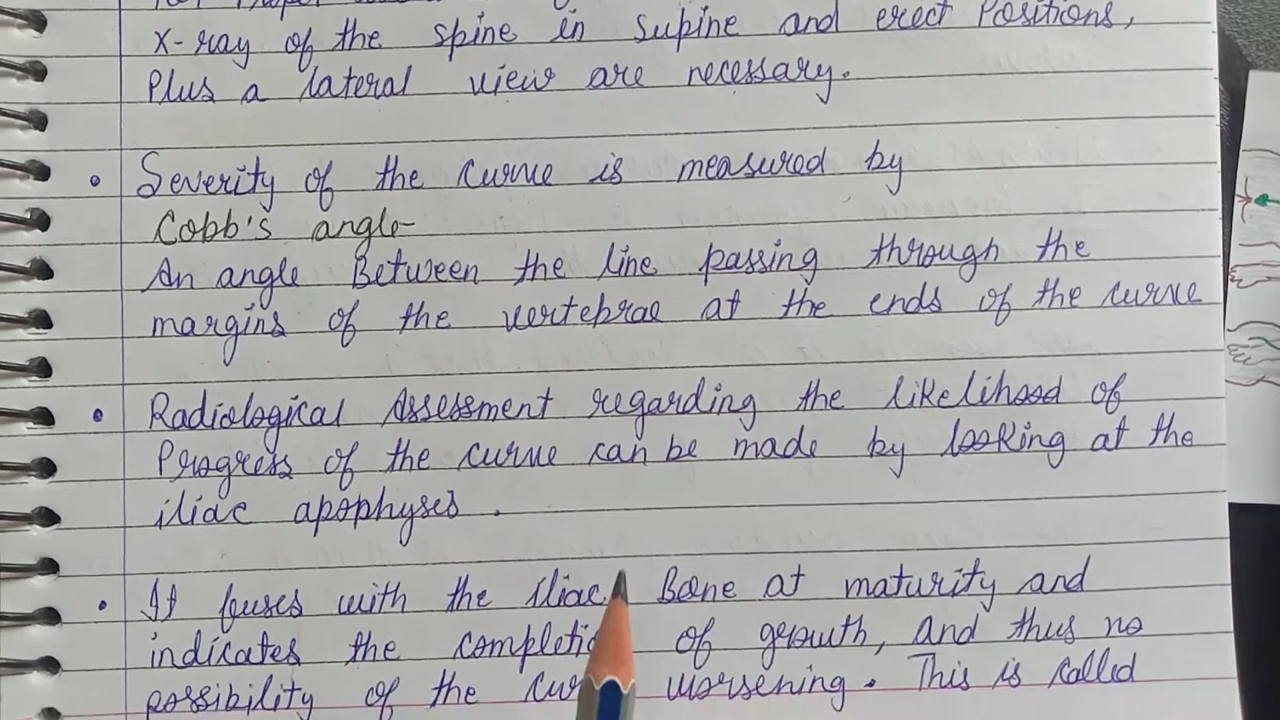 X-ray of the spine in supine and erect Positions,
Plus a lateral view are necessary.
• Severity of the curve is measured by
Cobb's angle-
An angle Between the line passing through the
margins of the vertebrae at the ends of the curve
• Radiological Assessment regarding the likelihood of
Progress of the curve can be made by looking at the
iliac apophyses.
• It fuses with the iliac Bone at maturity and
indicates the completi of growth, and thus no
possibility of the cur worsening. This is called